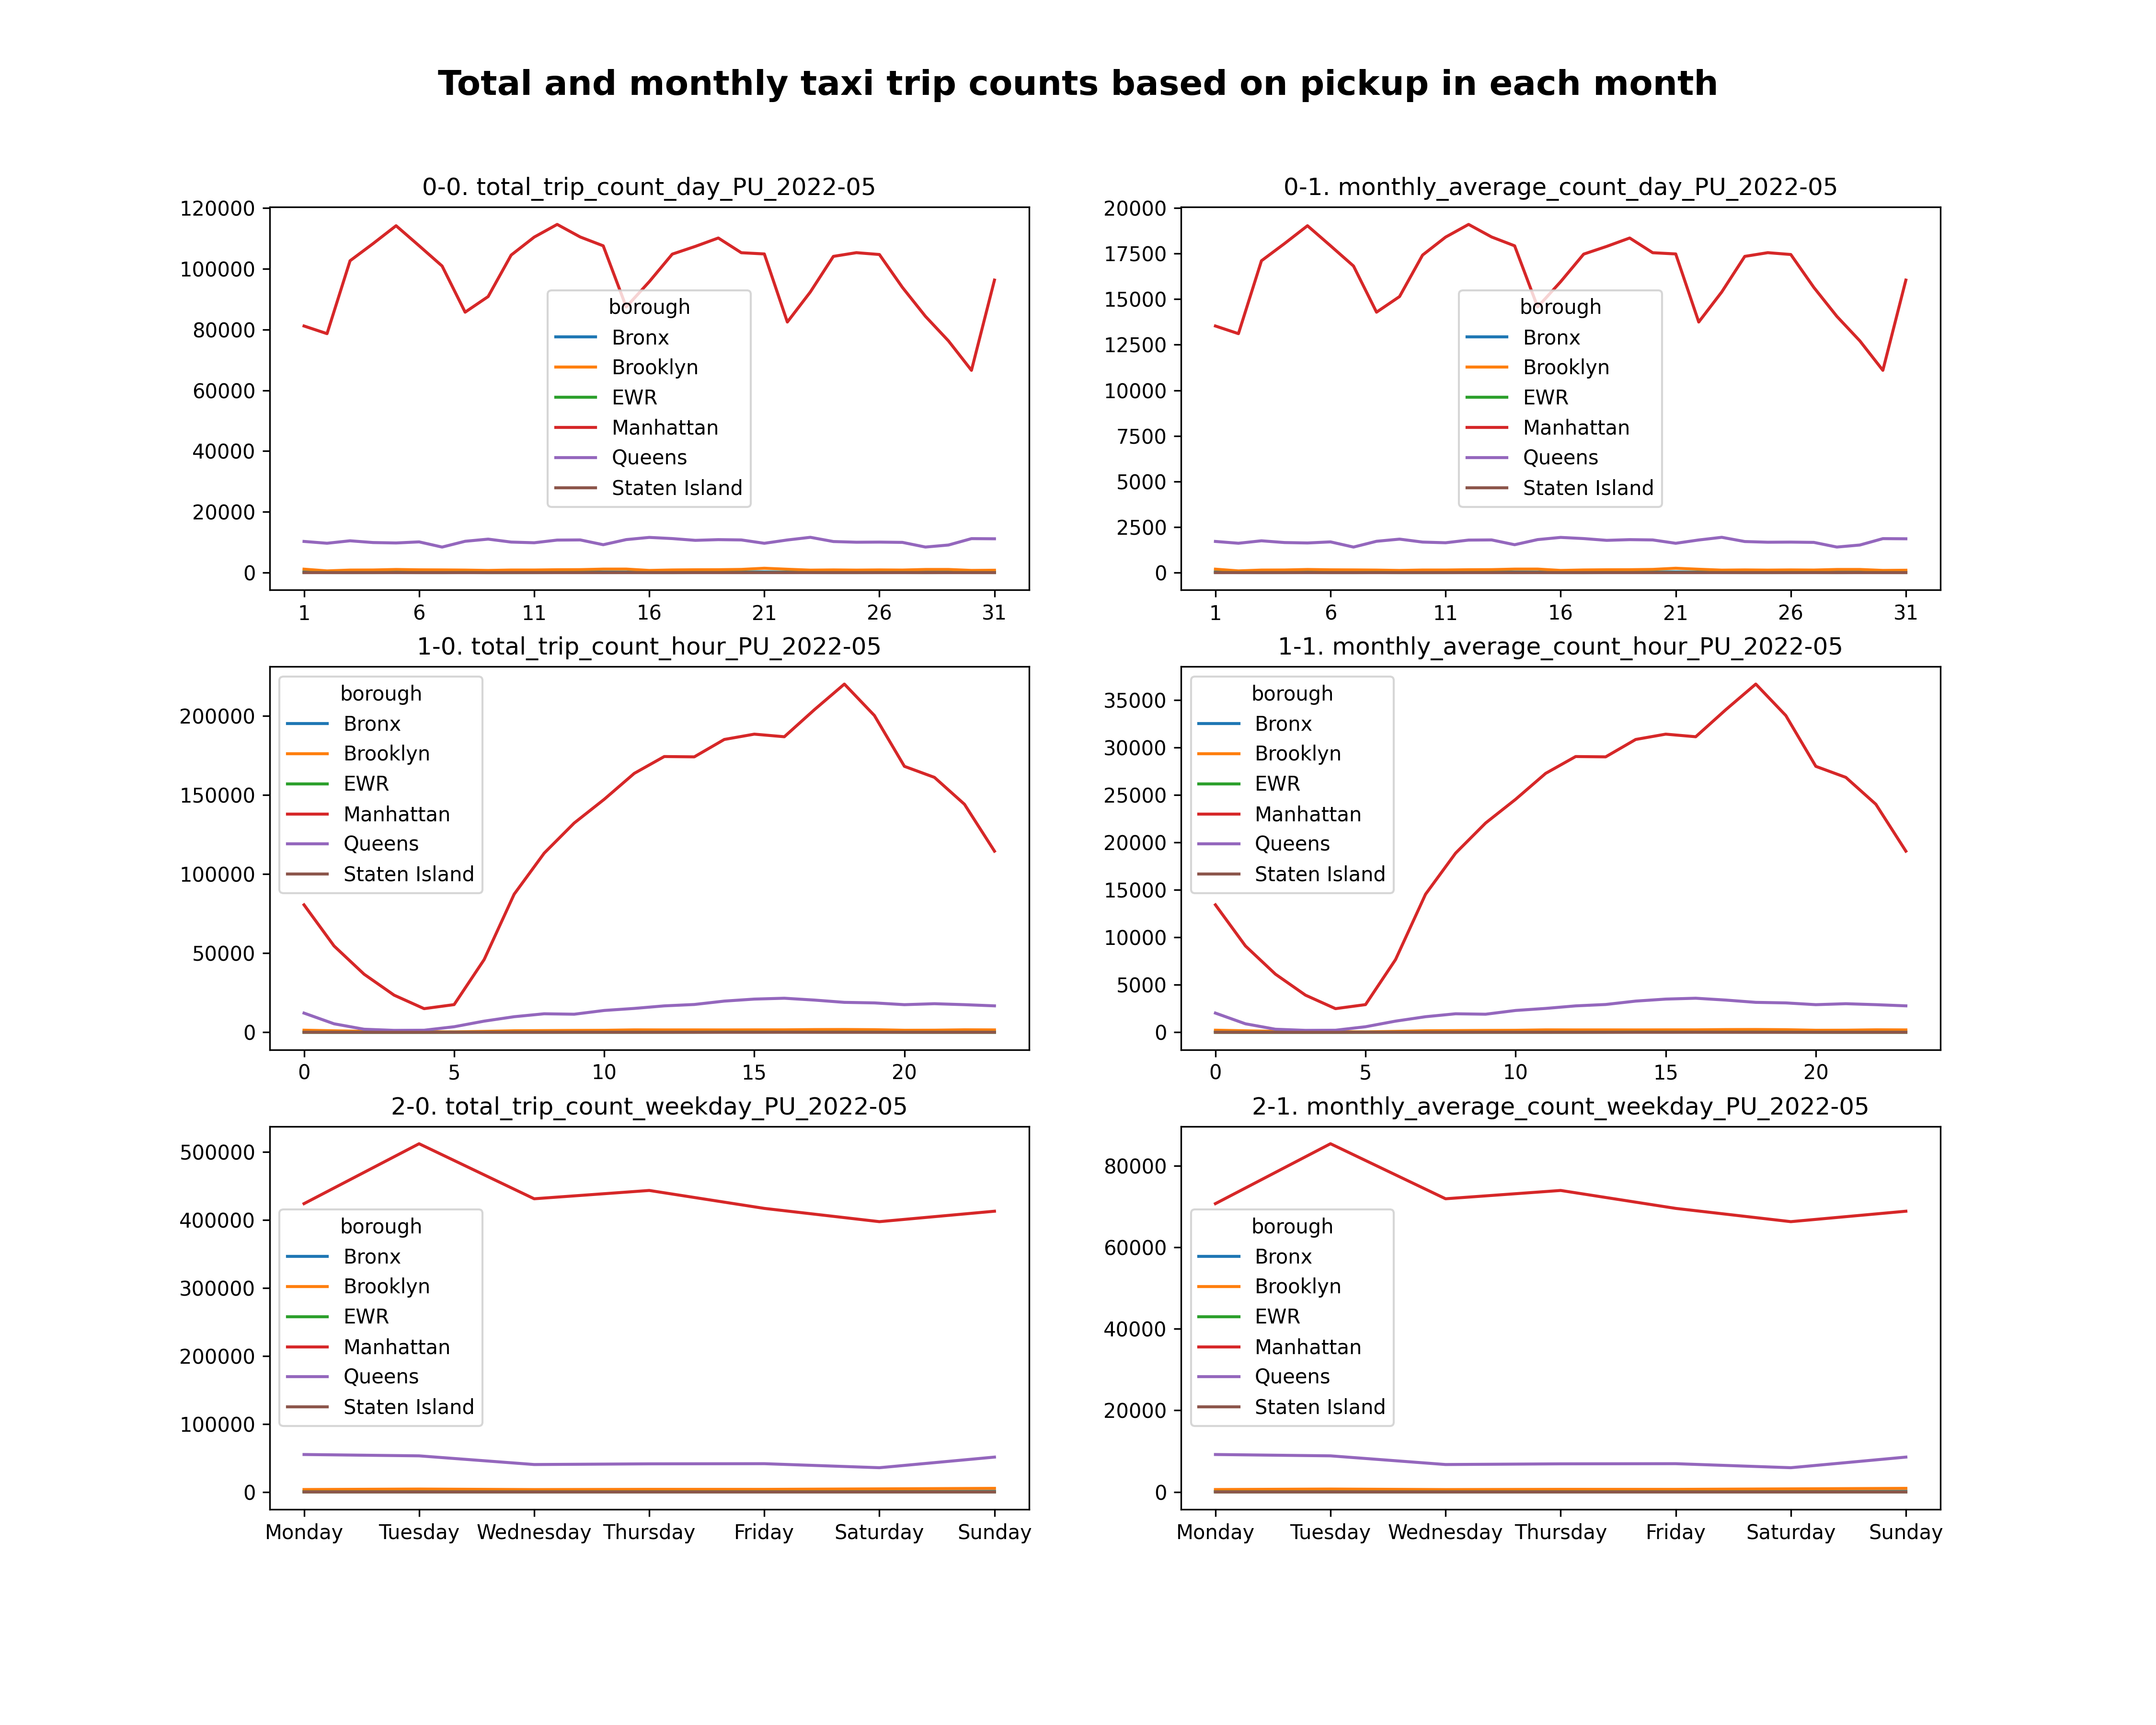 Total and monthly taxi trip counts based on pickup in each month
0-0. total_trip_count_day_PU_2022-05
120000
100000
80000
60000
40000
20000
0
borough
Bronx
Brooklyn
EWR
Manhattan
Queens
Staten Island
1 6 11 16 21 26 31
0-1. monthly_average_count_day_PU_2022-05
20000
17500
15000
12500
10000
7500
5000
2500
0
borough
Bronx
Brooklyn
EWR
Manhattan
Queens
Staten Island
1 6 11 16 21 26 31
1-0. total_trip_count_hour_PU_2022-05
200000
150000
100000
50000
0
borough
Bronx
Brooklyn
EWR
Manhattan
Queens
Staten Island
0 5 10 15 20
1-1. monthly_average_count_hour_PU_2022-05
35000
30000
25000
20000
15000
10000
5000
0
borough
Bronx
Brooklyn
EWR
Manhattan
Queens
Staten Island
0 5 10 15 20
2-0. total_trip_count_weekday_PU_2022-05
500000
400000
300000
200000
100000
0
borough
Bronx
Brooklyn
EWR
Manhattan
Queens
Staten Island
Monday Tuesday Wednesday Thursday Friday Saturday Sunday
2-1. monthly_average_count_weekday_PU_2022-05
80000
60000
40000
20000
0
borough
Bronx
Brooklyn
EWR
Manhattan
Queens
Staten Island
Monday Tuesday Wednesday Thursday Friday Saturday Sunday